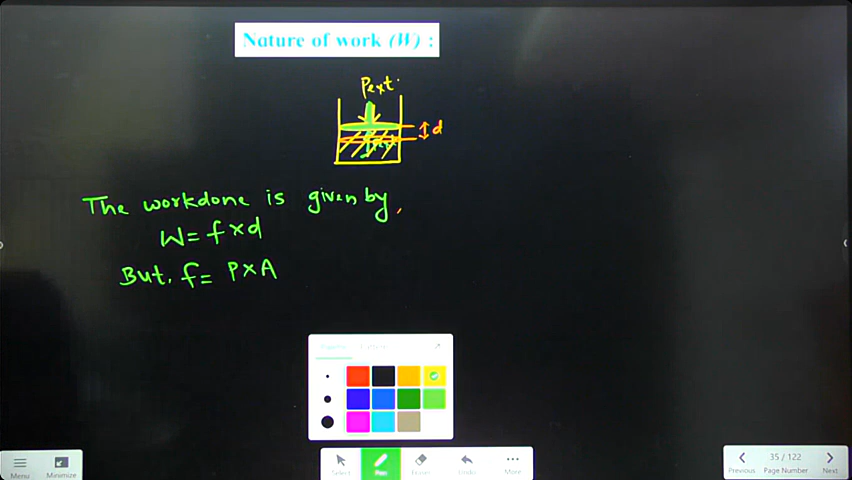 Nature of work (W) :
Pext.
d
The workdone is given by,
W = f x d
But, f = P x A
Menu
Minimize
Select
Pen
Eraser
Undo
More
Previous
35 / 122
Page Number
Next